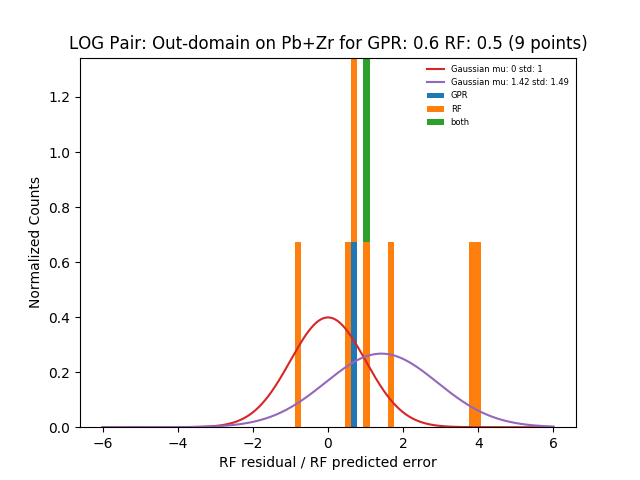 LOG Pair: Out-domain on Pb+Zr for GPR: 0.6 RF: 0.5 (9 points)
Gaussian mu: 0 std: 1
Gaussian mu: 1.42 std: 1.49
GPR
RF
both
Normalized Counts
1.2
1.0
0.8
0.6
0.4
0.2
0.0
−6 −4 −2 0 2 4 6
RF residual / RF predicted error